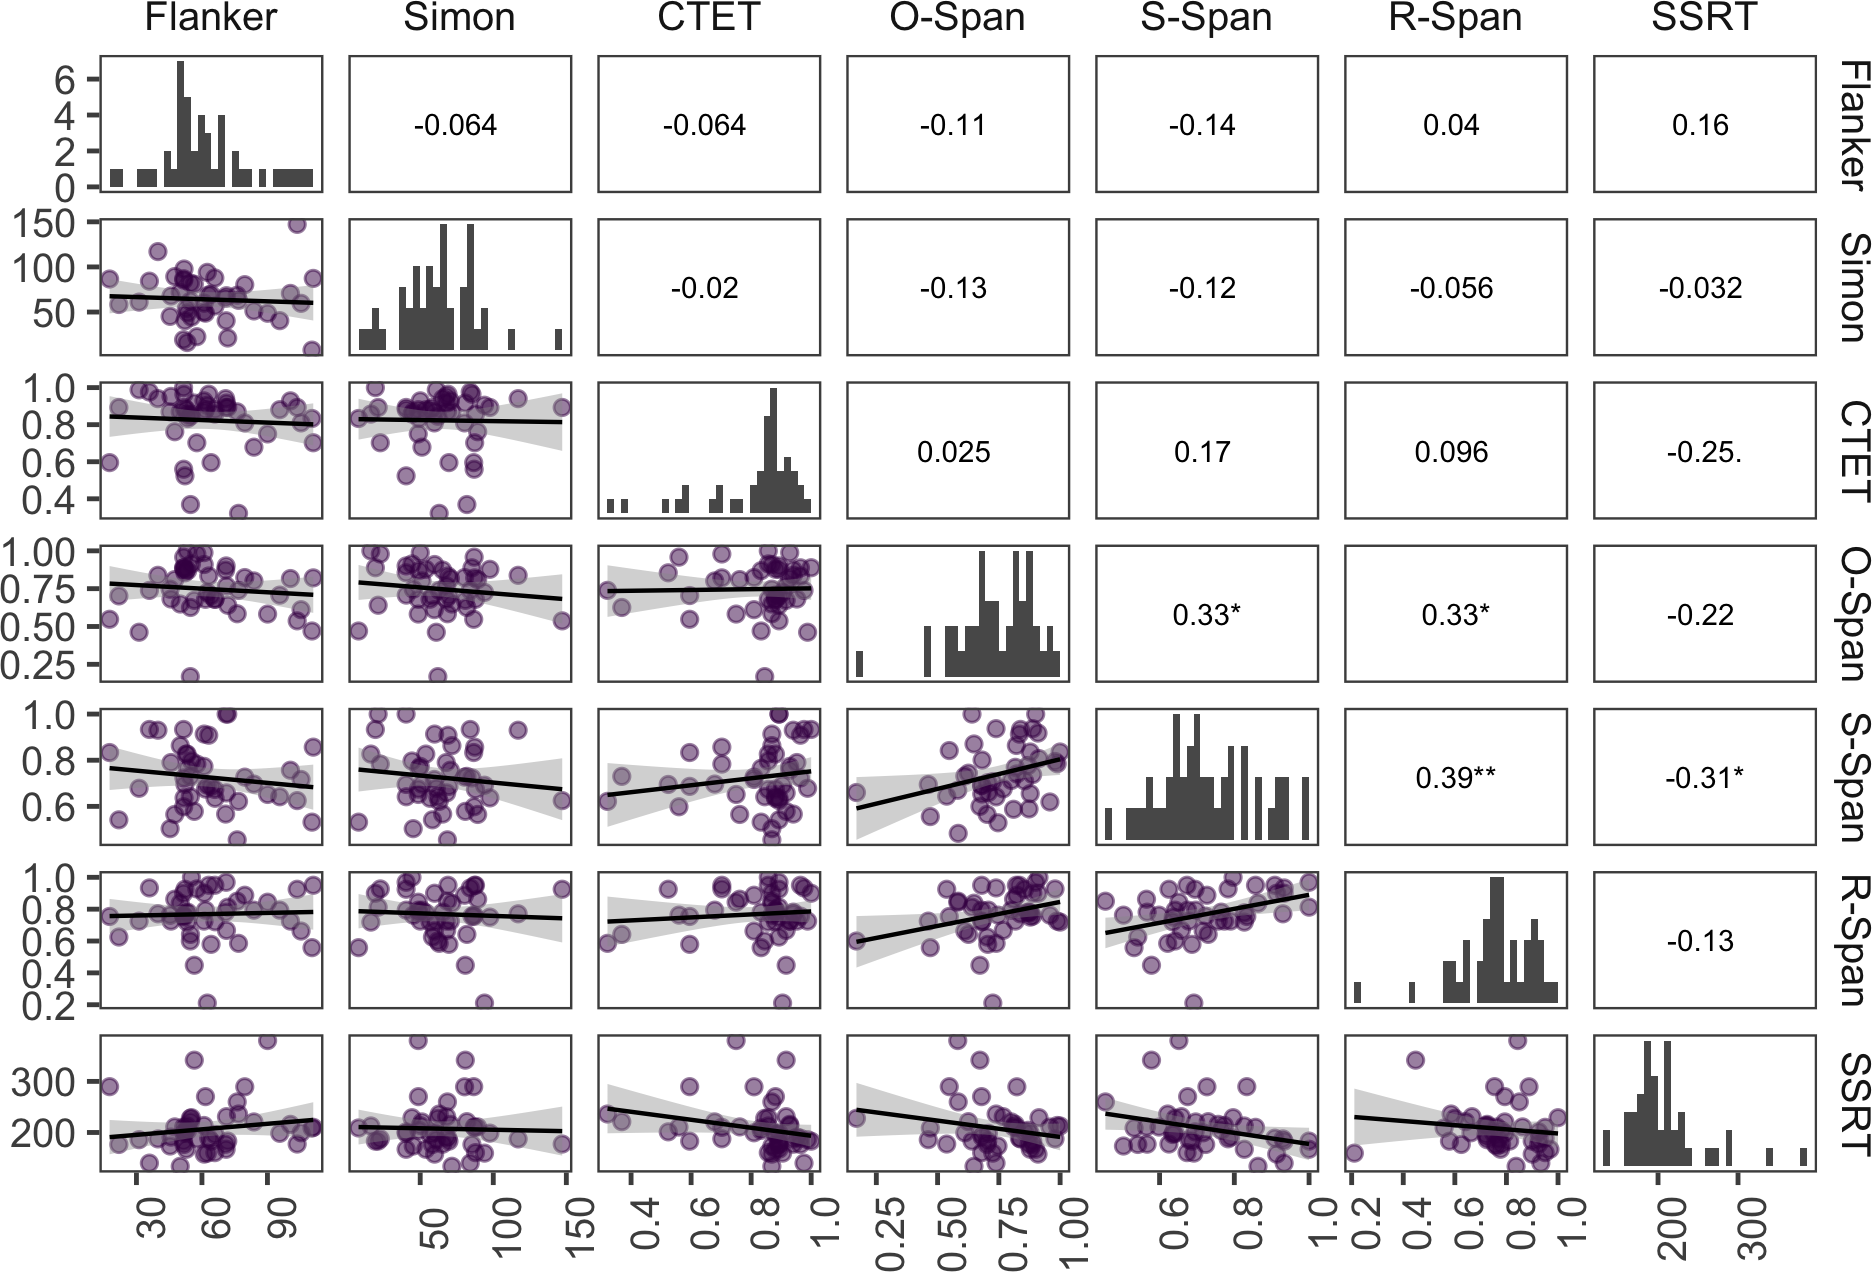 Flanker Simon CTET O-Span S-Span R-Span SSRT
6
4
2
0
-0.064 -0.064 -0.11 -0.14 0.04 0.16
Flanker
150
100
50
-0.02 -0.13 -0.12 -0.056 -0.032
Simon
1.0
0.8
0.6
0.4
0.025 0.17 0.096 -0.25.
CTET
1.00
0.75
0.50
0.25
0.33* 0.33* -0.22
O-Span
1.0
0.8
0.6
0.39** -0.31*
S-Span
1.0
0.8
0.6
0.4
0.2
-0.13
R-Span
300
200
SSRT
30 60 90 50 100 150 0.4 0.6 0.8 1.0 0.25 0.50 0.75 1.00 0.6 0.8 1.0 0.2 0.4 0.6 0.8 1.0 200 300